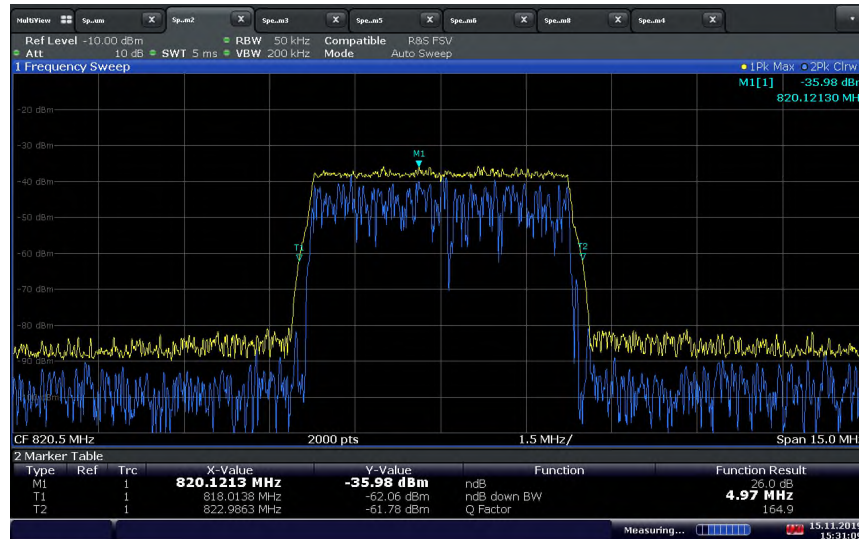 MultiView Sp..um X Sp..m2 X Spe..m3 X Spe..m5 X Spe..m6 X Spe..m8 X Spe..m4 X
Ref Level -10.00 dBm RBW 50 kHz Compatible R&S FSV
Att 10 dB SWT 5 ms VBW 200 kHz Mode Auto Sweep
1 Frequency Sweep 1Pk Max 2Pk Clrw
M1[1] -35.98 dBm
820.12130 MH
-20 dBm
-30 dBm
M1
-40 dBm
-50 dBm
T1 T2
-60 dBm
-70 dBm
-80 dBm
-90 dBm
CF 820.5 MHz 2000 pts 1.5 MHz/ Span 15.0 MH
2 Marker Table
Type Ref Trc X-Value Y-Value Function Function Result
M1 1 820.1213 MHz -35.98 dBm ndB 26.0 dB
T1 1 818.0138 MHz -62.06 dBm ndB down BW 4.97 MHz
T2 1 822.9863 MHz -61.78 dBm Q Factor 164.9
Measuring... 15.11.2019